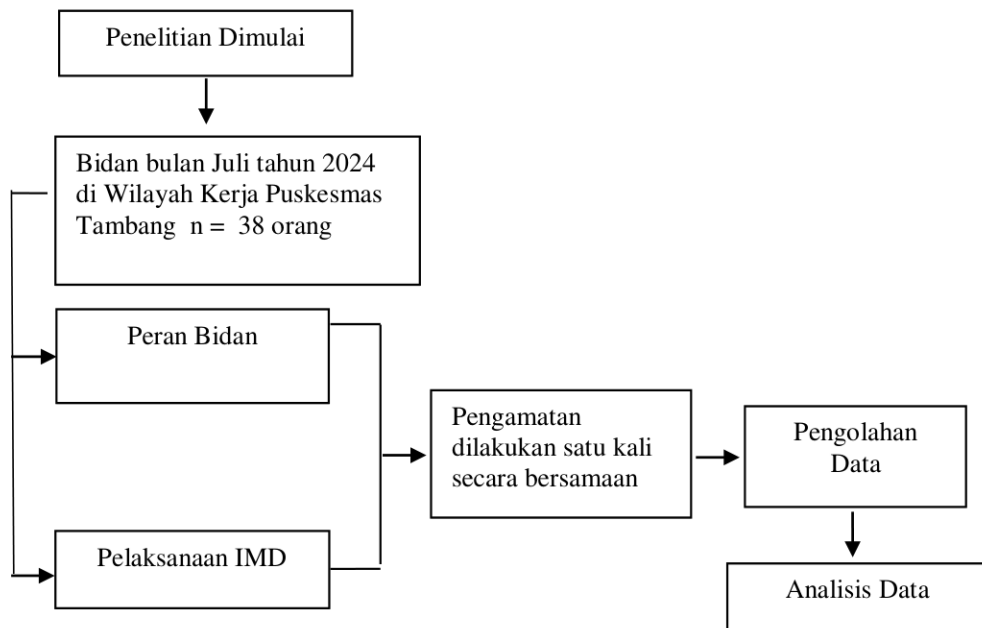 Penelitian Dimulai
Bidan bulan Juli tahun 2024
di Wilayah Kerja Puskesmas
Tambang n = 38 orang
Peran Bidan
Pelaksanaan IMD
Pengamatan
dilakukan satu kali
secara bersamaan
Pengolahan
Data
Analisis Data